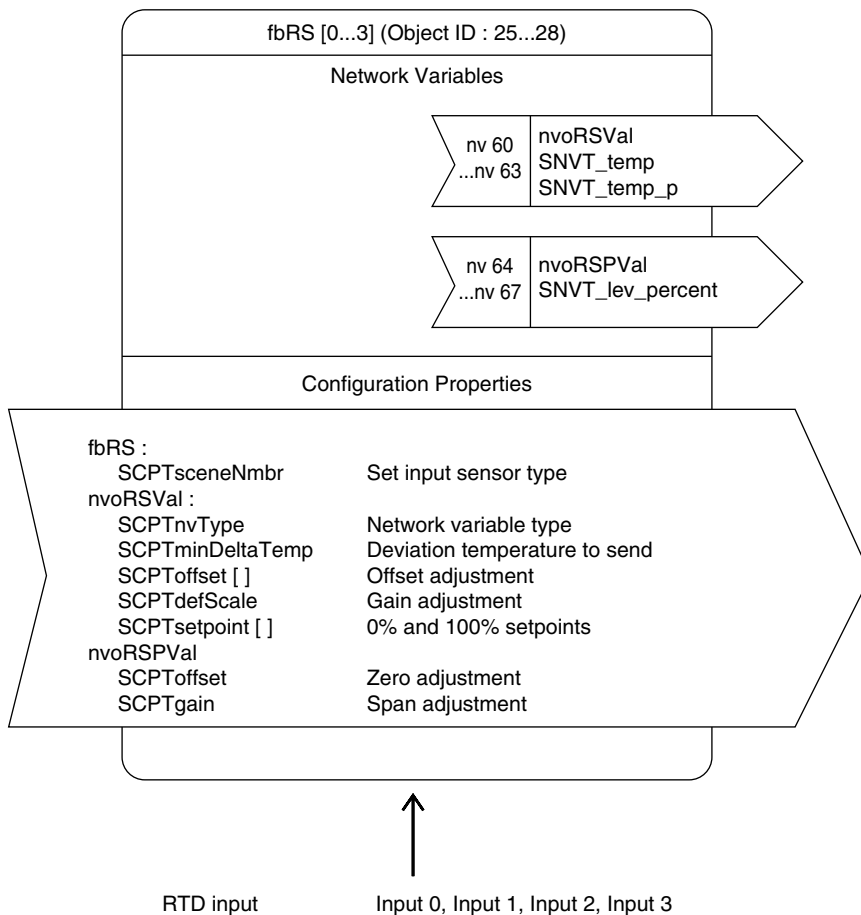 fbRS [0...3] (Object ID : 25...28)
Network Variables
nv 60
...nv 63
nvoRSVal
SNVT_temp
SNVT_temp_p
nv 64
...nv 67
nvoRSPVal
SNVT_lev_percent
Configuration Properties
fbRS :
SCPTsceneNmbr Set input sensor type
nvoRSVal :
SCPTnvType Network variable type
SCPTminDeltaTemp Deviation temperature to send
SCPToffset [ ] Offset adjustment
SCPTdefScale Gain adjustment
SCPTsetpoint [ ] 0% and 100% setpoints
nvoRSPVal
SCPToffset Zero adjustment
SCPTgain Span adjustment
RTD input Input 0, Input 1, Input 2, Input 3